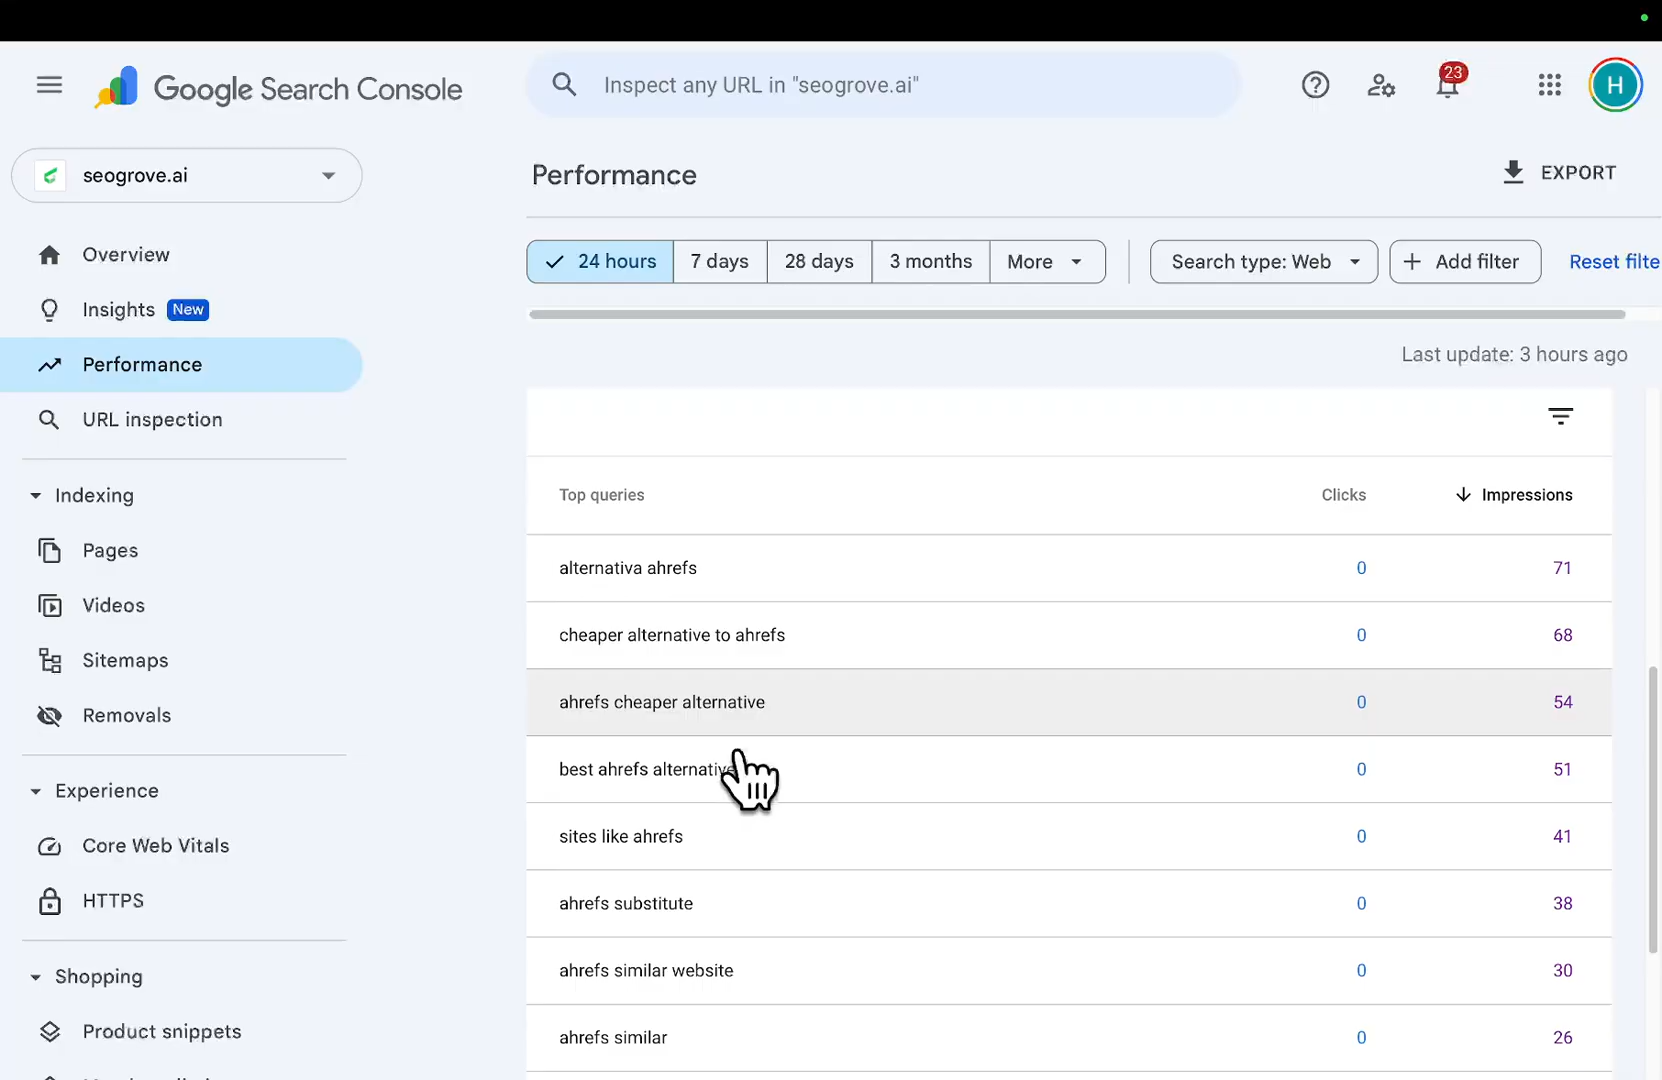 Google Search Console
Inspect any URL in "seogrove.ai"
23
H
seogrove.ai
Performance
EXPORT
24 hours
7 days
28 days
3 months
More
Search type: Web
Add filter
Reset filte
Last update: 3 hours ago
Overview
Insights New
Performance
URL inspection
Indexing
Pages
Videos
Sitemaps
Removals
Experience
Core Web Vitals
HTTPS
Shopping
Product snippets
Top queries Clicks Impressions
alternativa ahrefs 0 71
cheaper alternative to ahrefs 0 68
ahrefs cheaper alternative 0 54
best ahrefs alternative 0 51
sites like ahrefs 0 41
ahrefs substitute 0 38
ahrefs similar website 0 30
ahrefs similar 0 26